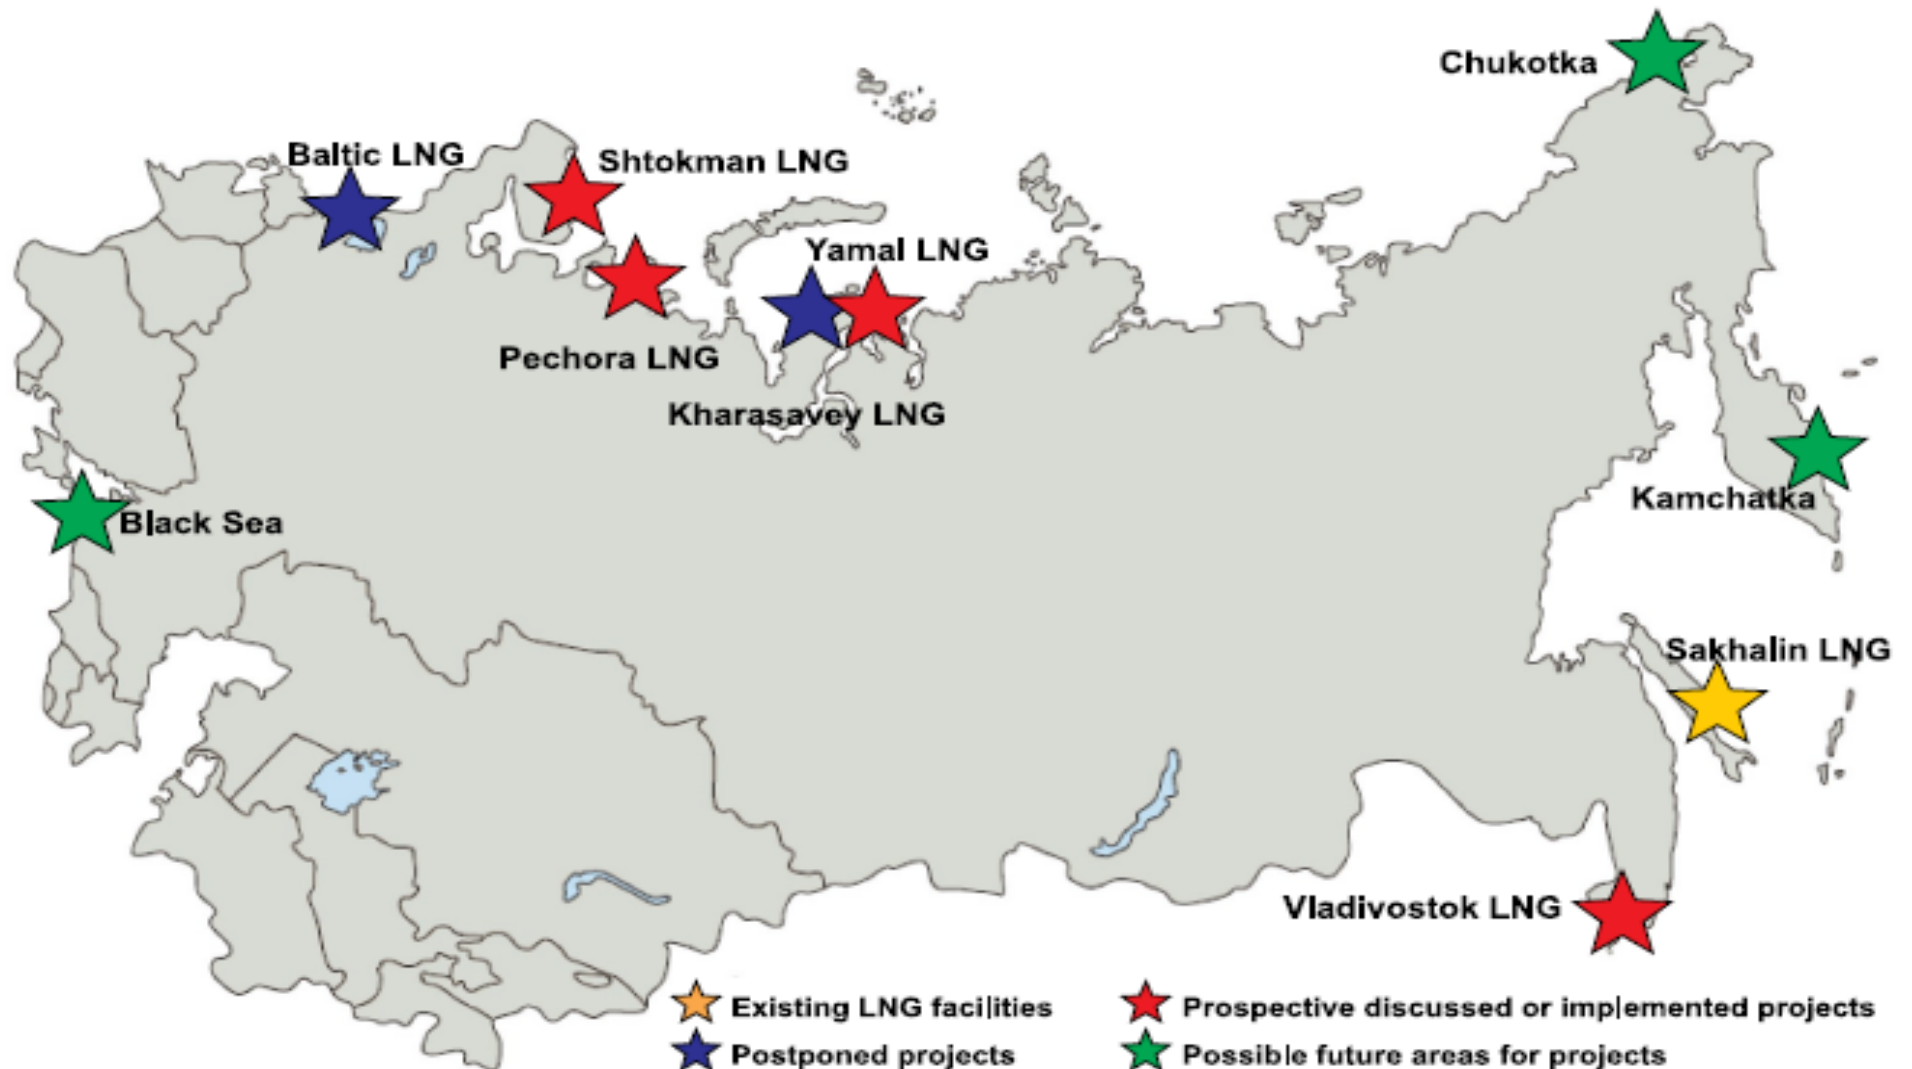 Chukotka
Baltic LNG
Shtokman LNG
Yamal LNG
Pechora LNG
Kharasavey LNG
Black Sea
Kamchatka
Sakhalin LNG
Vladivostok LNG
Existing LNG facilities
Prospective discussed or implemented projects
Postponed projects
Possible future areas for projects